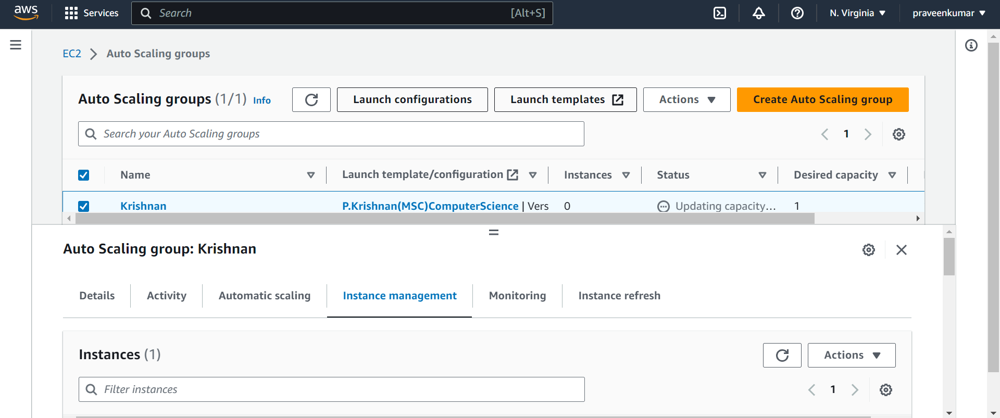 aws Services Search [Alt+S] N. Virginia praveenkumar
EC2 Auto Scaling groups
Auto Scaling groups (1/1) Info Launch configurations Launch templates Actions Create Auto Scaling group
Search your Auto Scaling groups 1
Name Launch template/configuration Instances Status Desired capacity
Krishnan P.Krishnan(MSC)ComputerScience | Vers 0 Updating capacity... 1
Auto Scaling group: Krishnan
Details Activity Automatic scaling Instance management Monitoring Instance refresh
Instances (1) Actions
Filter instances 1